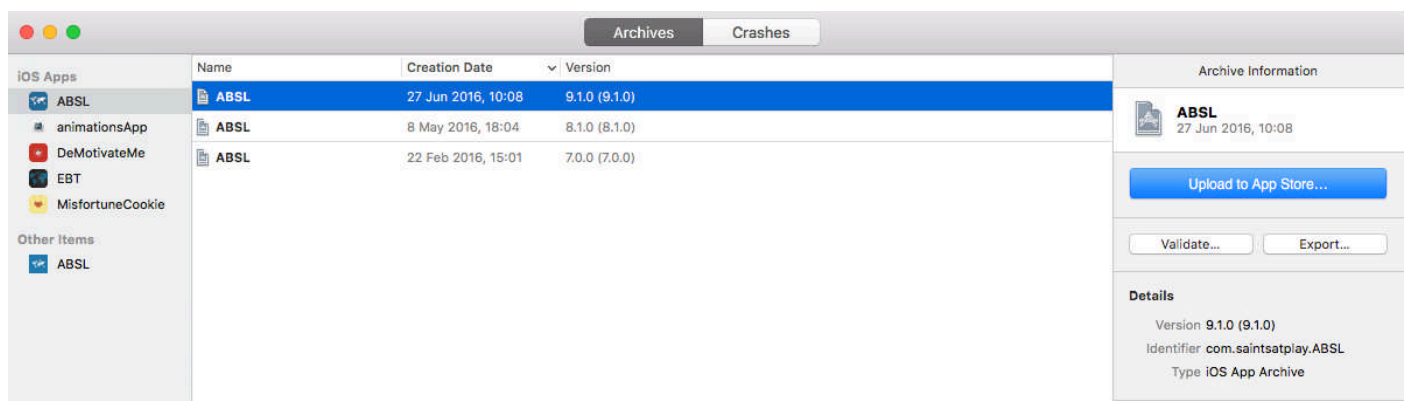 Archives Crashes
iOS Apps
ABSL
animationsApp
DeMotivateMe
EBT
MisfortuneCookie
Other Items
ABSL
Name Creation Date Version
ABSL 27 Jun 2016, 10:08 9.1.0 (9.1.0)
ABSL 8 May 2016, 18:04 8.1.0 (8.1.0)
ABSL 22 Feb 2016, 15:01 7.0.0 (7.0.0)
Archive Information
ABSL
27 Jun 2016, 10:08
Upload to App Store...
Validate... Export...
Details
Version 9.1.0 (9.1.0)
Identifier com.saintsatplay.ABSL
Type iOS App Archive